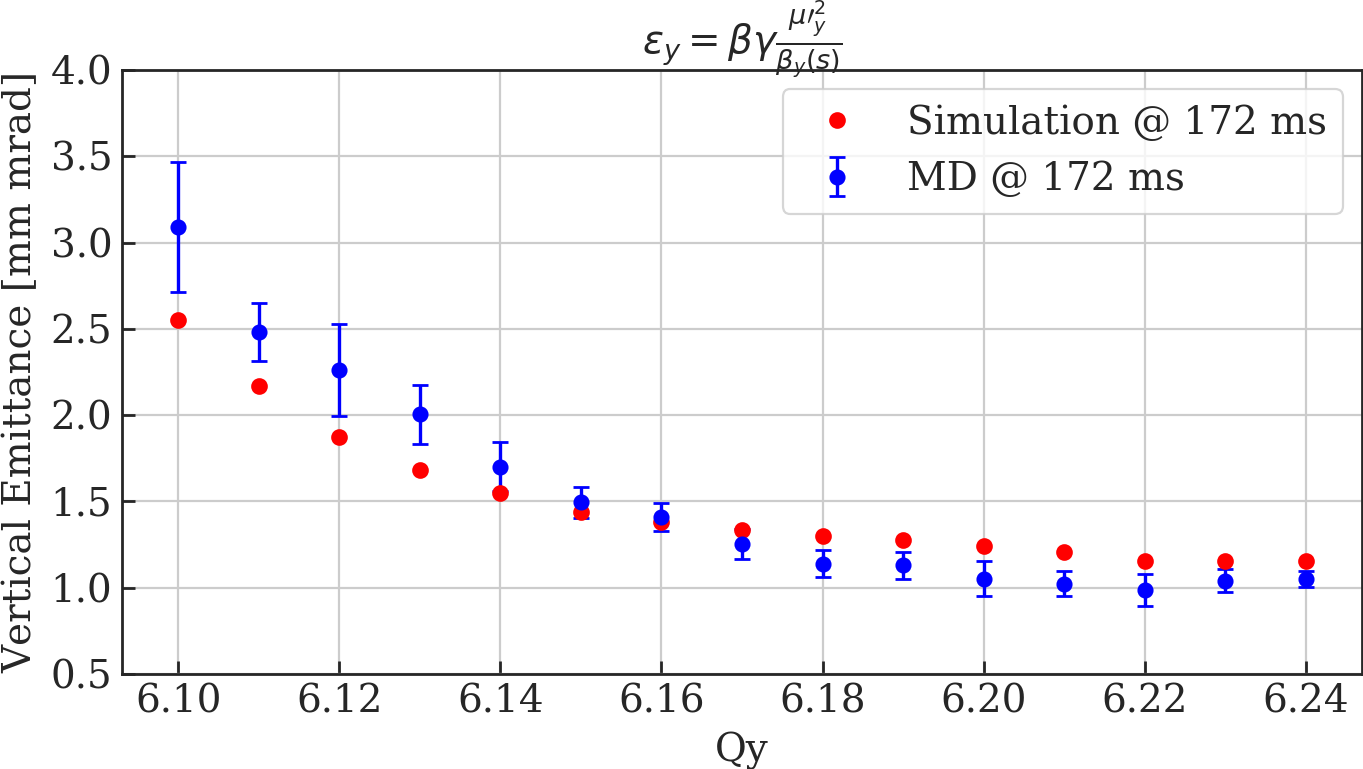 εy = βγ μ′²y / βy(s)
4.0
3.5
3.0
2.5
2.0
1.5
1.0
0.5
Vertical Emittance [mm mrad]
Simulation @ 172 ms
MD @ 172 ms
6.10 6.12 6.14 6.16 6.18 6.20 6.22 6.24
Qy